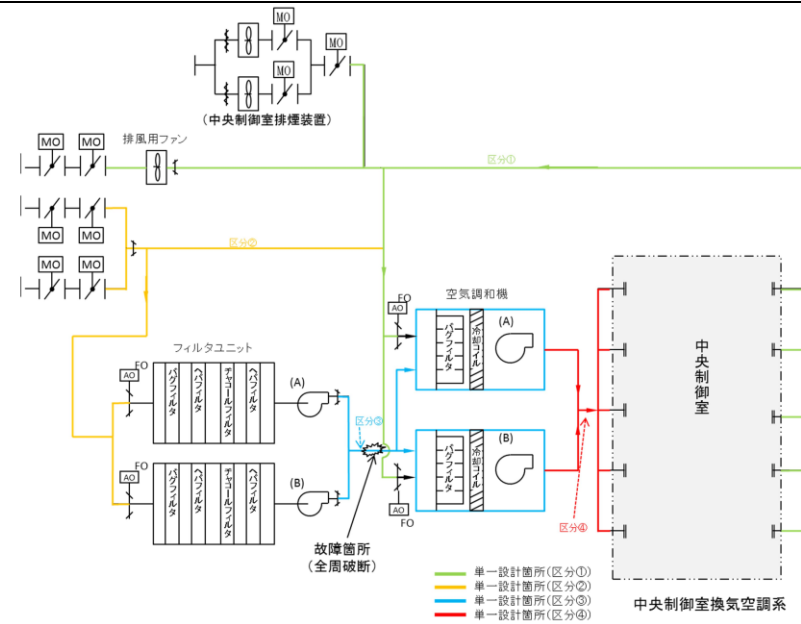 MO
MO
MO
(中央制御室排煙装置)
排風用ファン
MO
MO
区分①
MO
MO
区分②
MO
MO
空気調和機
FO
AO
(A)
バグフィルタ
冷却コイル
中央制御室
フィルタユニット
FO
AO
(A)
バグフィルタ
ヘパフィルタ
チャコールフィルタ
ヘパフィルタ
区分③
(B)
バグフィルタ
冷却コイル
FO
AO
(B)
バグフィルタ
ヘパフィルタ
チャコールフィルタ
ヘパフィルタ
AO
FO
区分④
故障箇所
(全周破断)
単一設計箇所(区分①)
単一設計箇所(区分②)
単一設計箇所(区分③)
単一設計箇所(区分④)
中央制御室換気空調系